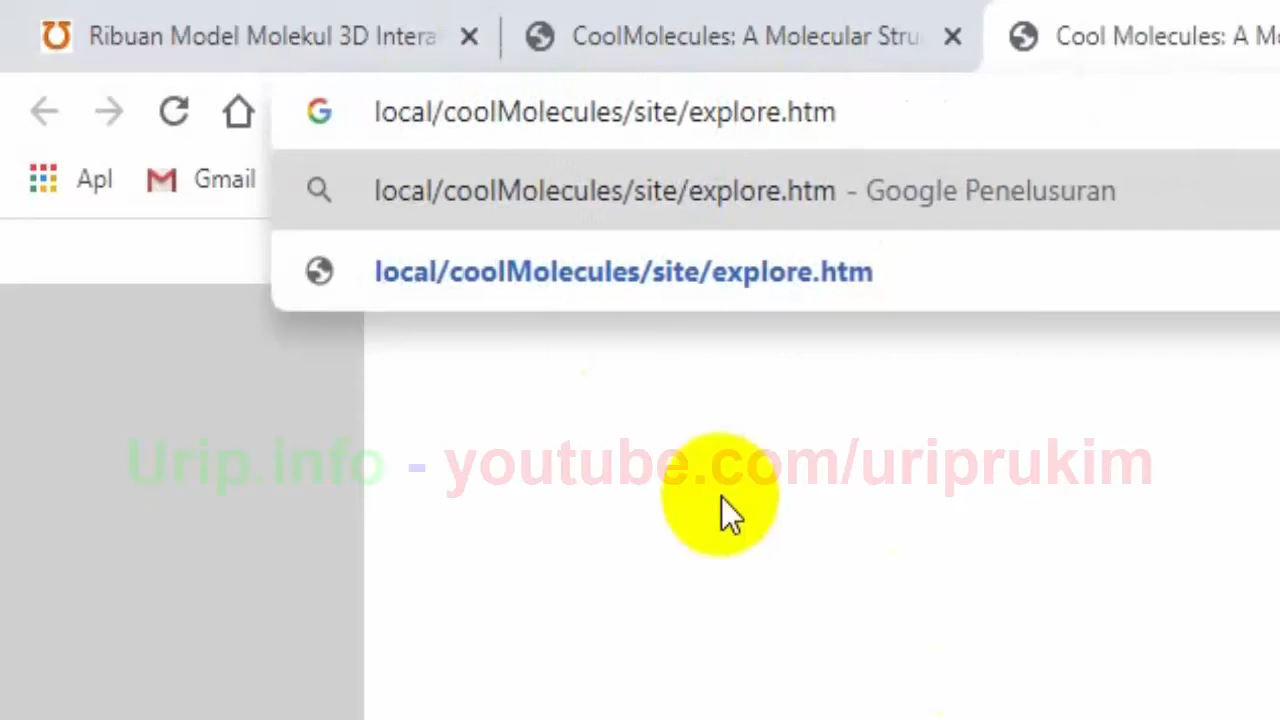 Ribuan Model Molekul 3D Intera
CoolMolecules: A Molecular Stru
Cool Molecules: A Mo
local/coolMolecules/site/explore.htm
Apl
Gmail
local/coolMolecules/site/explore.htm - Google Penelusuran
local/coolMolecules/site/explore.htm
Urip.info - youtube.com/uriprukim